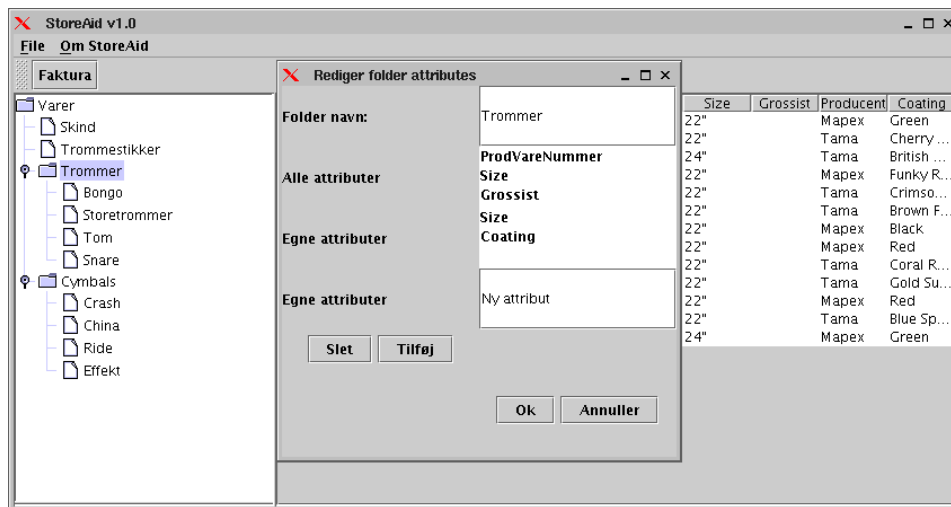 StoreAid v1.0
File Om StoreAid
Faktura
Varer
Skind
Trommestikker
Trommer
Bongo
Storetrommer
Tom
Snare
Cymbals
Crash
China
Ride
Effekt
Rediger folder attributes
Folder navn:
Trommer
Alle attributer
ProdVareNummer
Size
Grossist
Egne attributer
Size
Coating
Egne attributer
Ny attribut
Slet Tilføj
Ok Annuller
Size Grossist Producent Coating
22" Mapex Green
22" Tama Cherry ...
24" Tama British ...
22" Mapex Funky R...
22" Tama Crimso...
22" Tama Brown F...
22" Mapex Black
22" Mapex Red
22" Tama Coral R...
22" Tama Gold Su...
22" Mapex Red
22" Tama Blue Sp...
24" Mapex Green